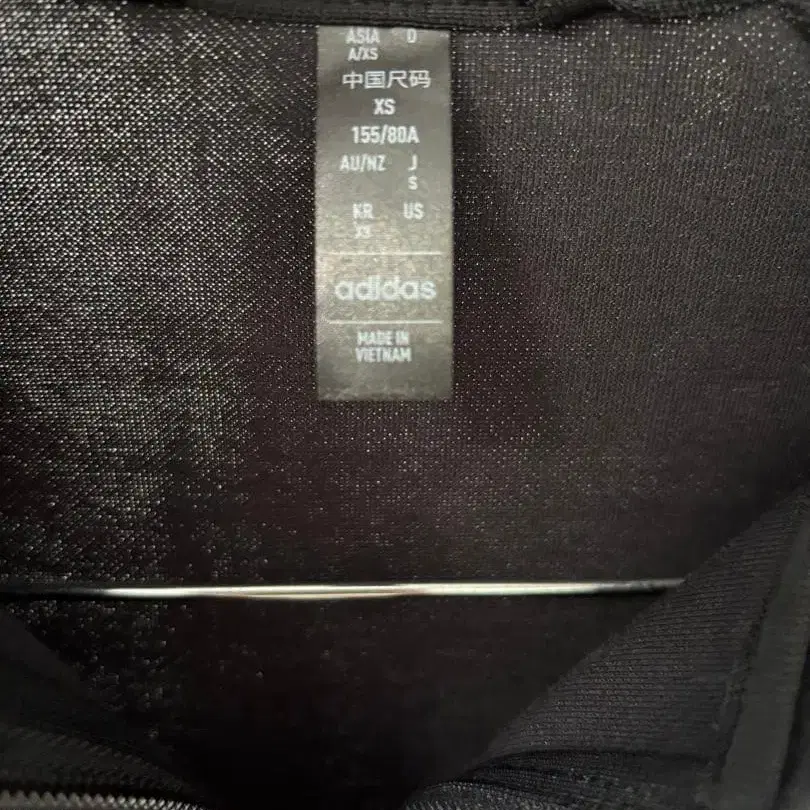 ASIA D
A/XS
中国尺码
XS
155/80A
AU/NZ J
S
KR US
XS
adidas
MADE IN
VIETNAM